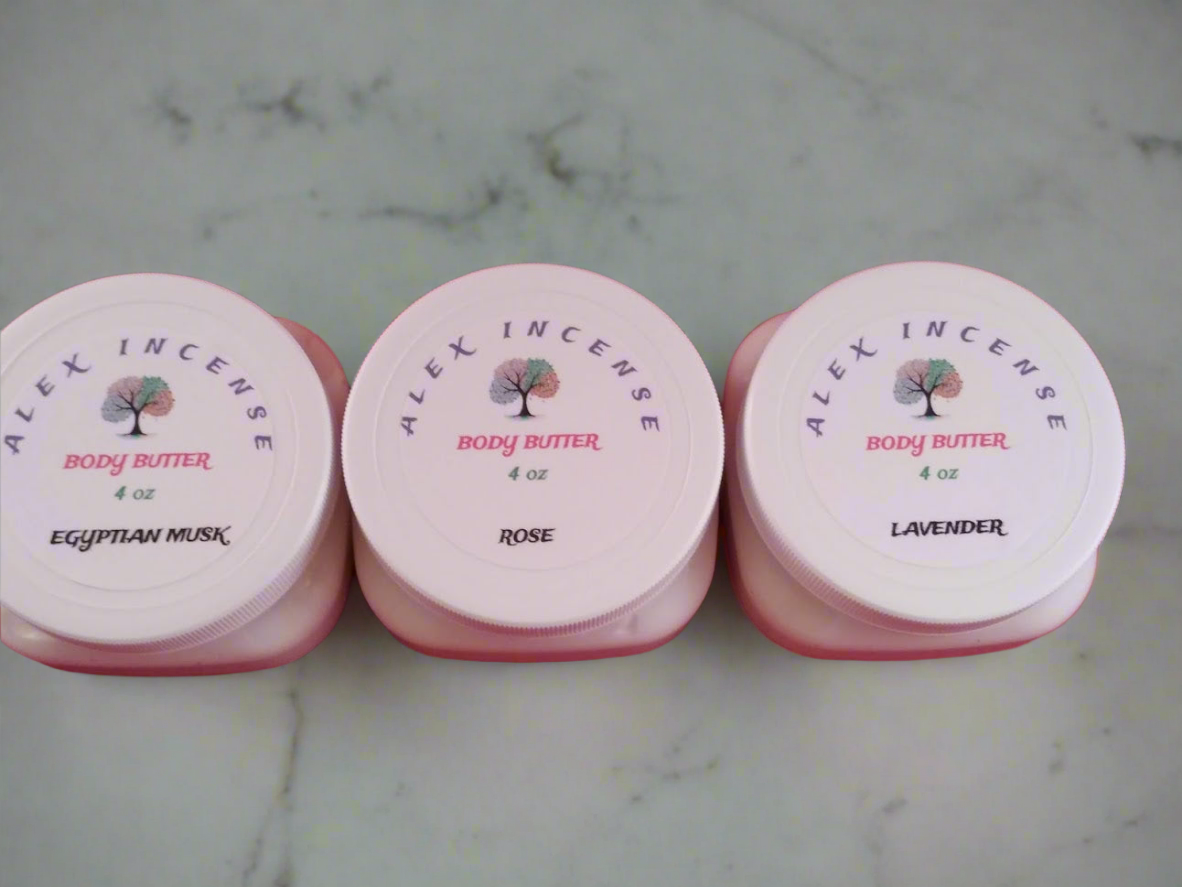 ALEX INCENSE
BODY BUTTER
4 oz
EGYPTIAN MUSK
ALEX INCENSE
BODY BUTTER
4 oz
ROSE
ALEX INCENSE
BODY BUTTER
4 oz
LAVENDER